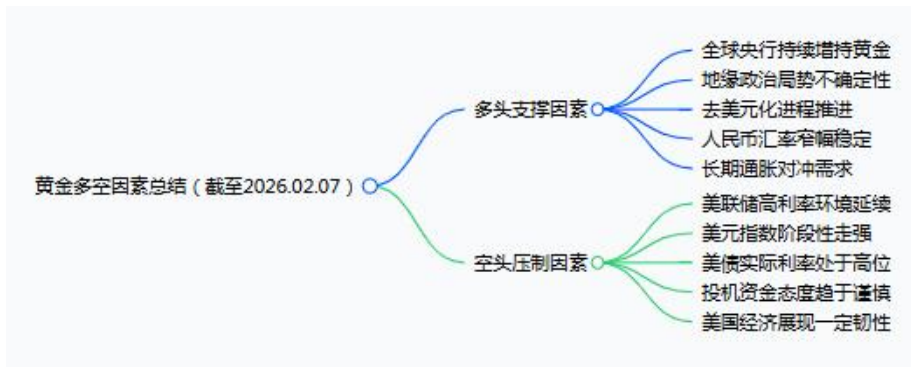 黄金多空因素总结（截至2026.02.07）
多头支撑因素
全球央行持续增持黄金
地缘政治局势不确定性
去美元化进程推进
人民币汇率窄幅稳定
长期通胀对冲需求
空头压制因素
美联储高利率环境延续
美元指数阶段性走强
美债实际利率处于高位
投机资金态度趋于谨慎
美国经济展现一定韧性